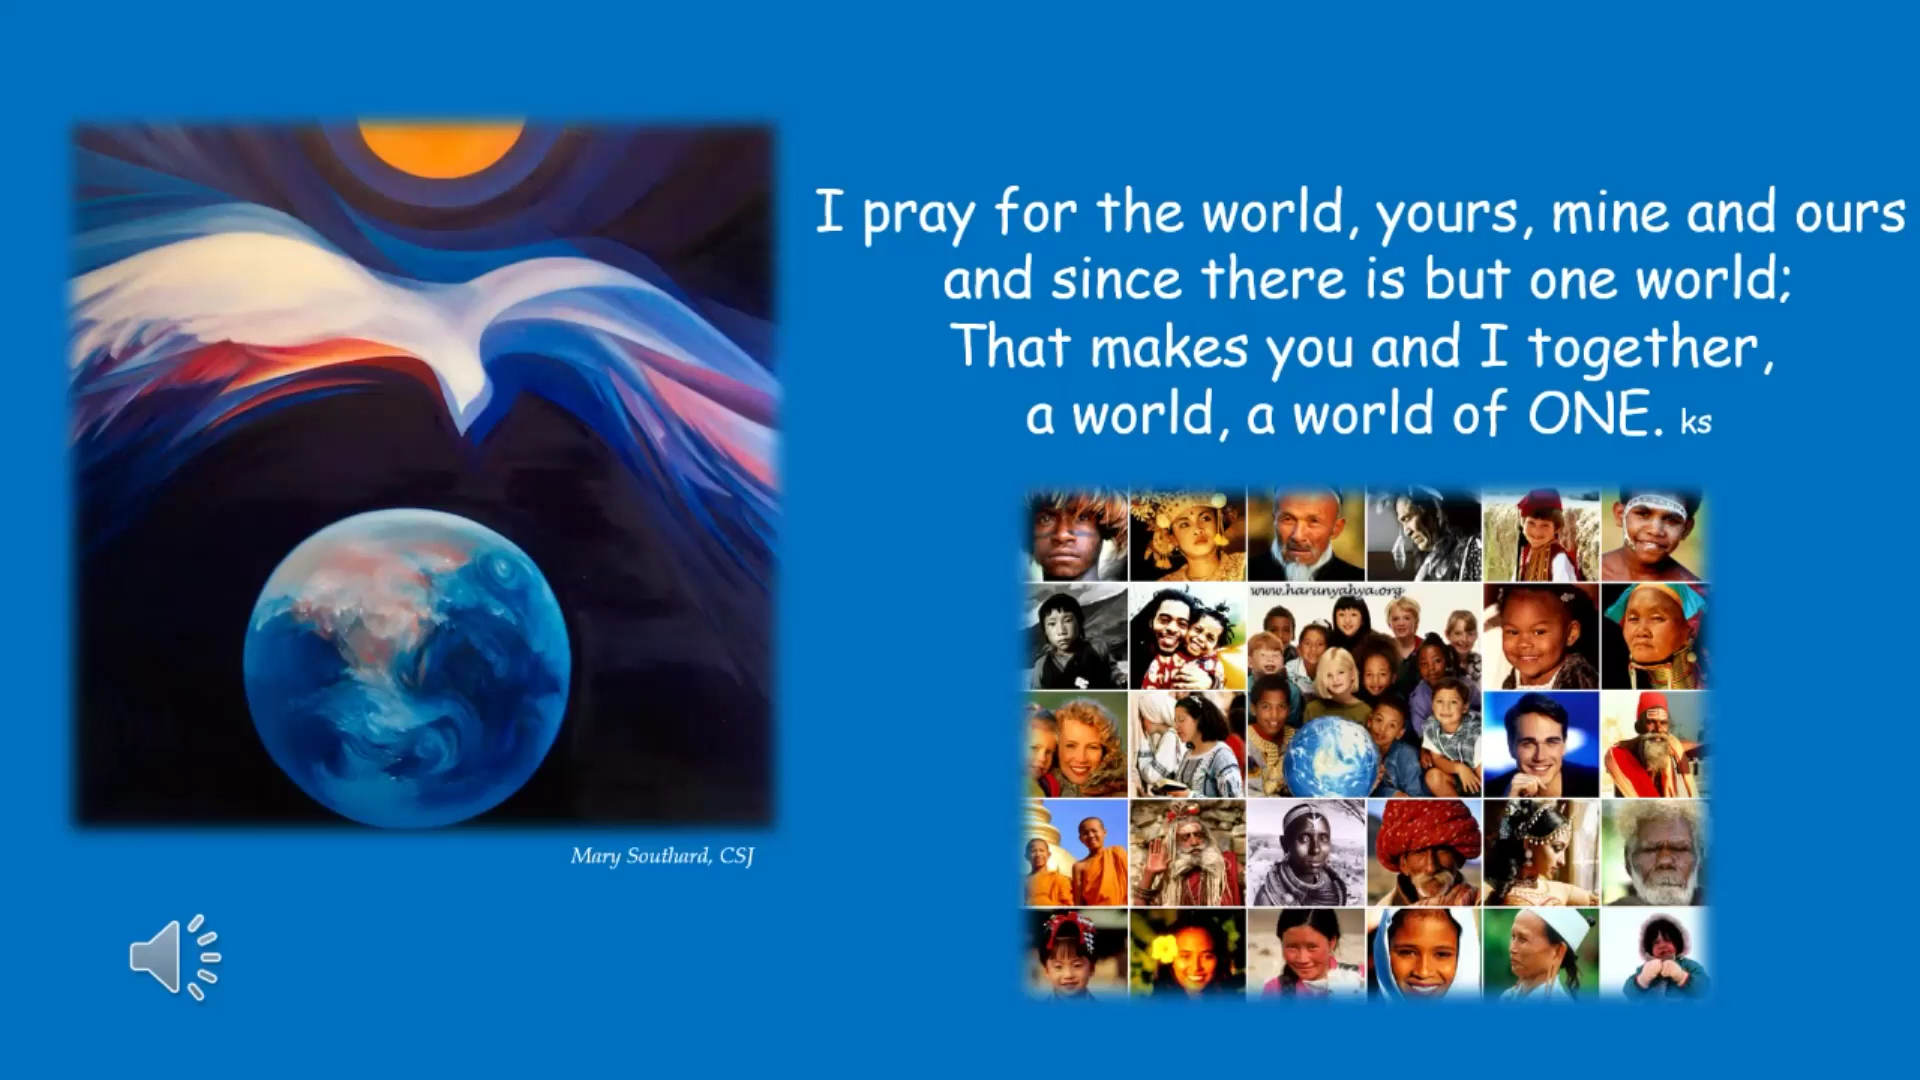 I pray for the world, yours, mine and ours
and since there is but one world;
That makes you and I together,
a world, a world of ONE. ks
www.harunyahya.org
Mary Southard, CSJ